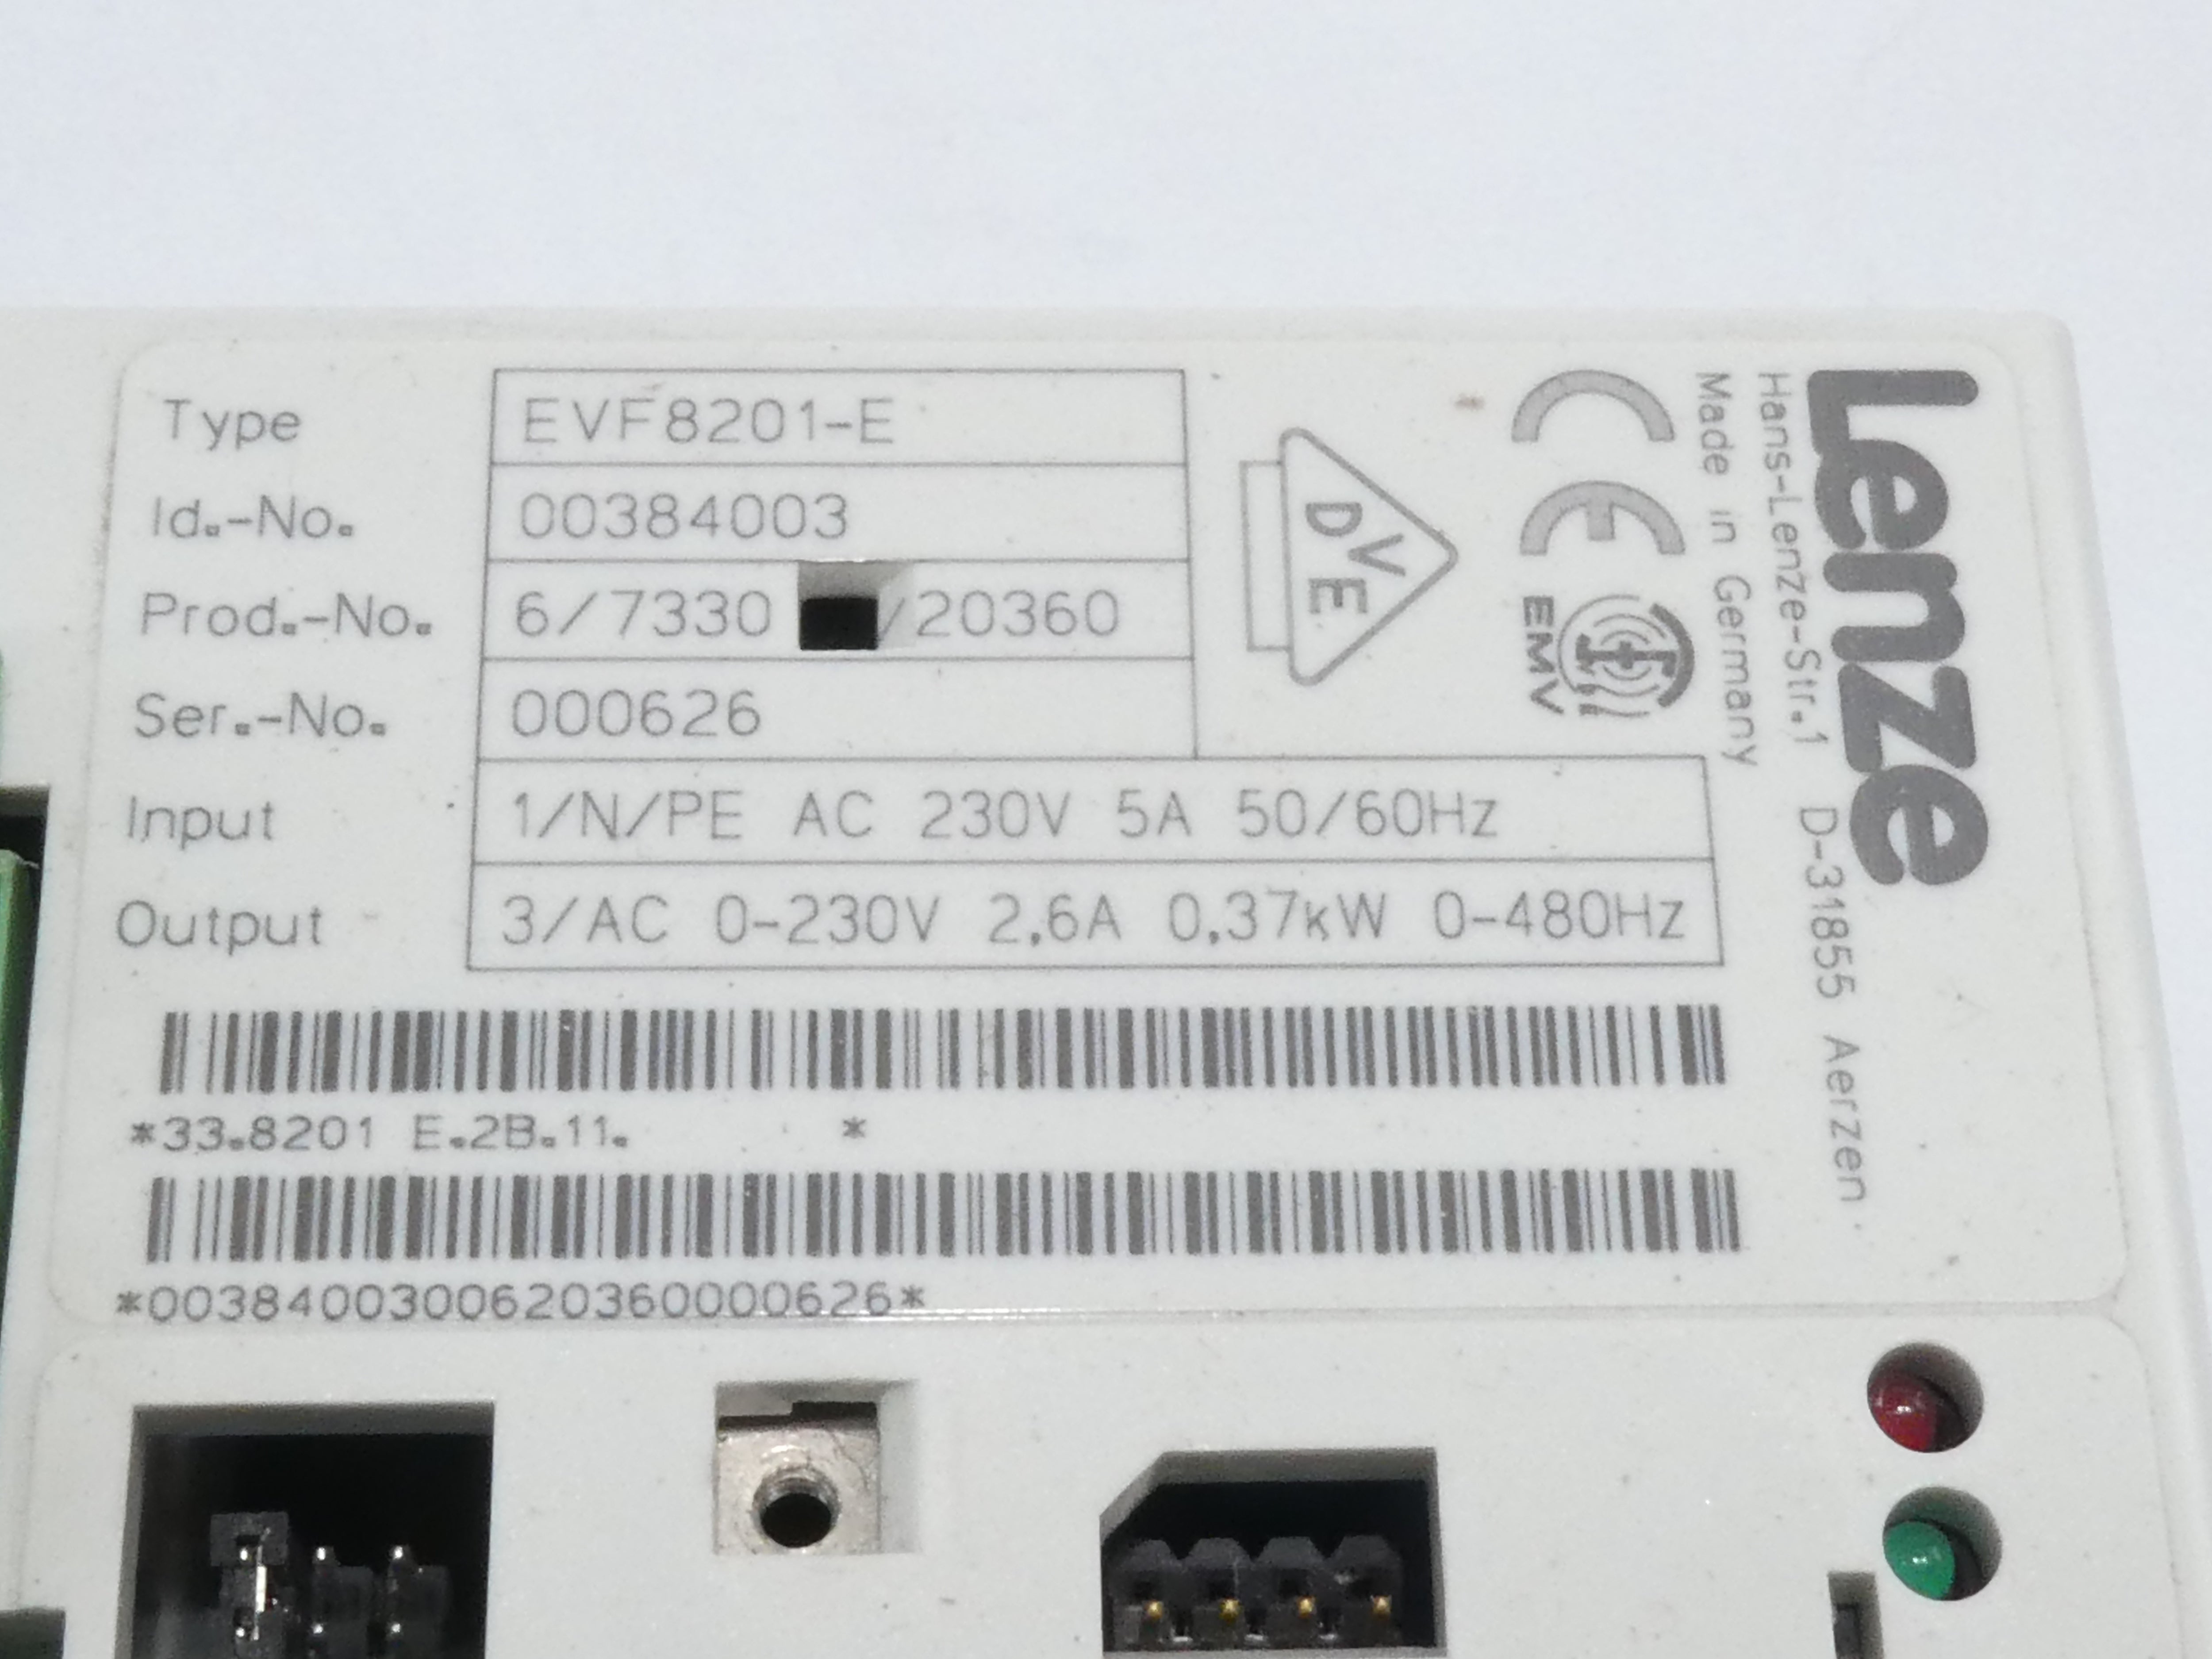 Type EVF8201-E
Id.-No. 00384003
Prod.-No. 6/7330 /20360
Ser.-No. 000626
Input 1/N/PE AC 230V 5A 50/60Hz
Output 3/AC 0-230V 2,6A 0,37kW 0-480Hz
*33.8201 E.2B.11. *
*003840030062036000626*
DVE
CE
EMV
Made in Germany
Hans-Lenze-Str.1 D-31855 Aerzen
Lenze